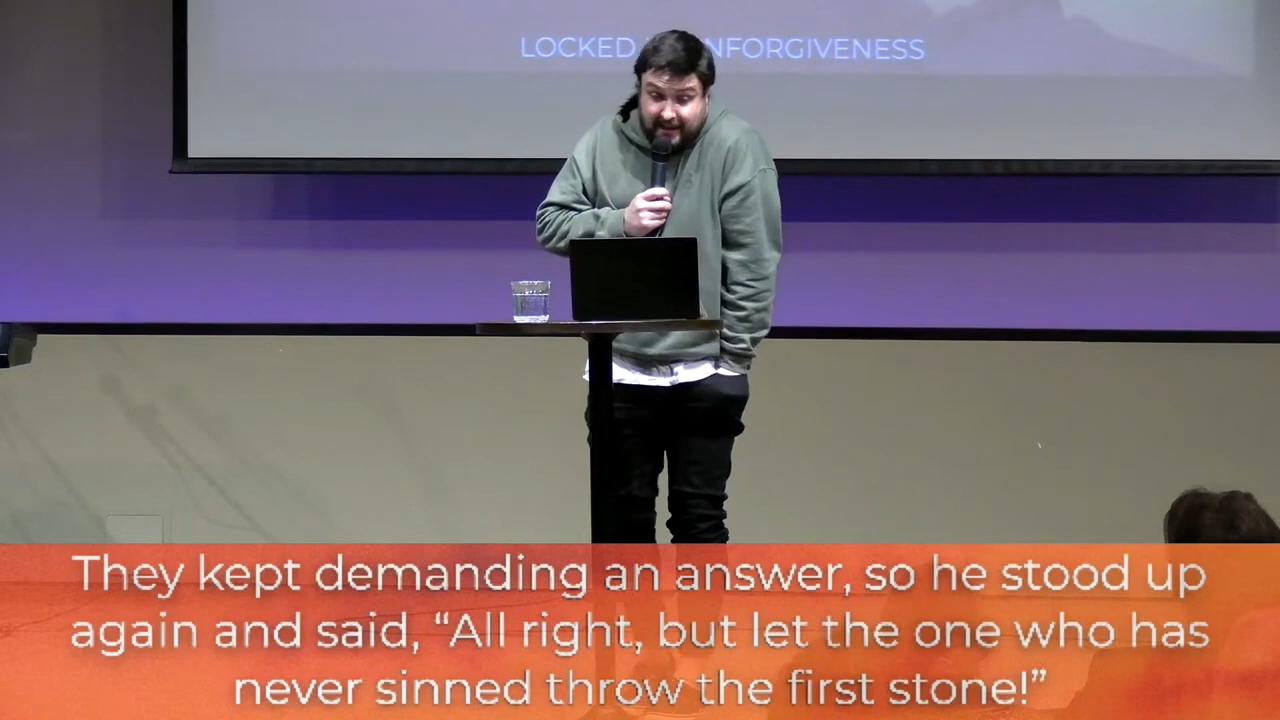 LOCKED NFORGIVENESS
They kept demanding an answer, so he stood up
again and said, “All right, but let the one who has
never sinned throw the first stone!”